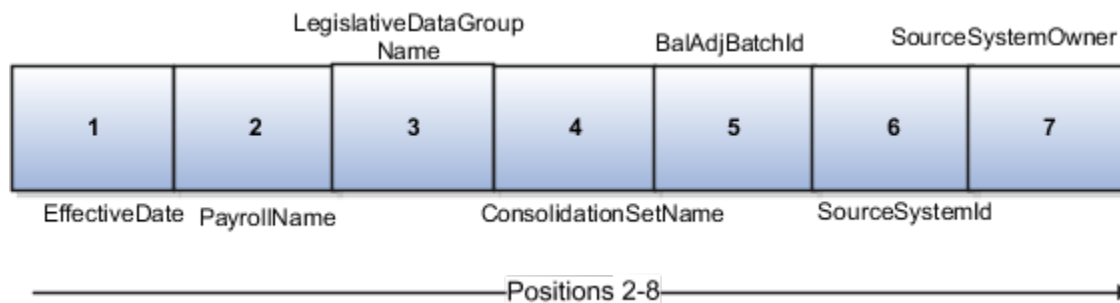 LegislativeDataGroup
Name
BalAdjBatchId
SourceSystemOwner
1
2
3
4
5
6
7
EffectiveDate
PayrollName
ConsolidationSetName
SourceSystemId
Positions 2-8